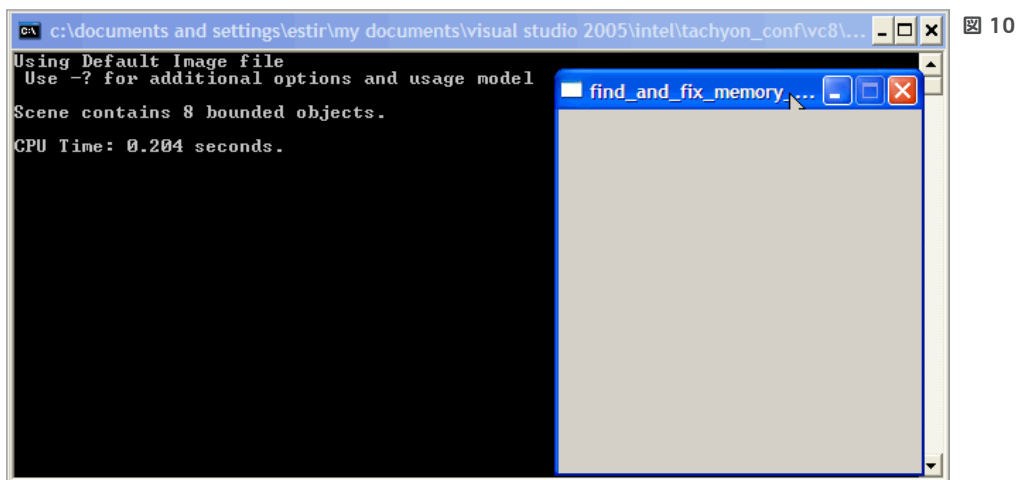 c:\documents and settings\estir\my documents\visual studio 2005\intel\tachyon_conf\vc8\...
図 10
Using Default Image file
Use -? for additional options and usage model
find_and_fix_memory_...
Scene contains 8 bounded objects.
CPU Time: 0.204 seconds.